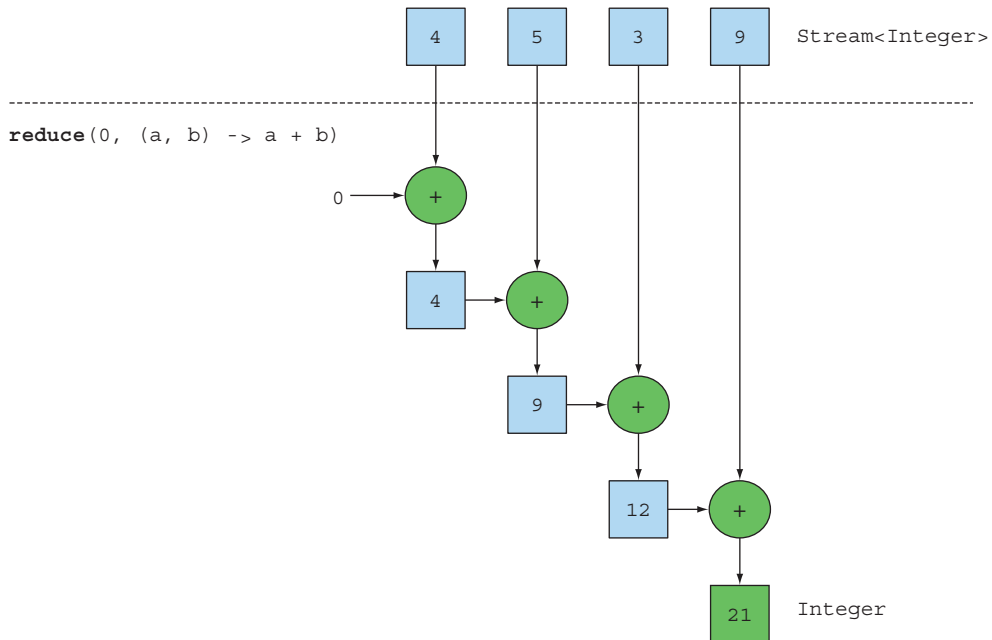 4 5 3 9 Stream<Integer>
reduce(0, (a, b) -> a + b)
0 +
4 +
9 +
12 +
21 Integer